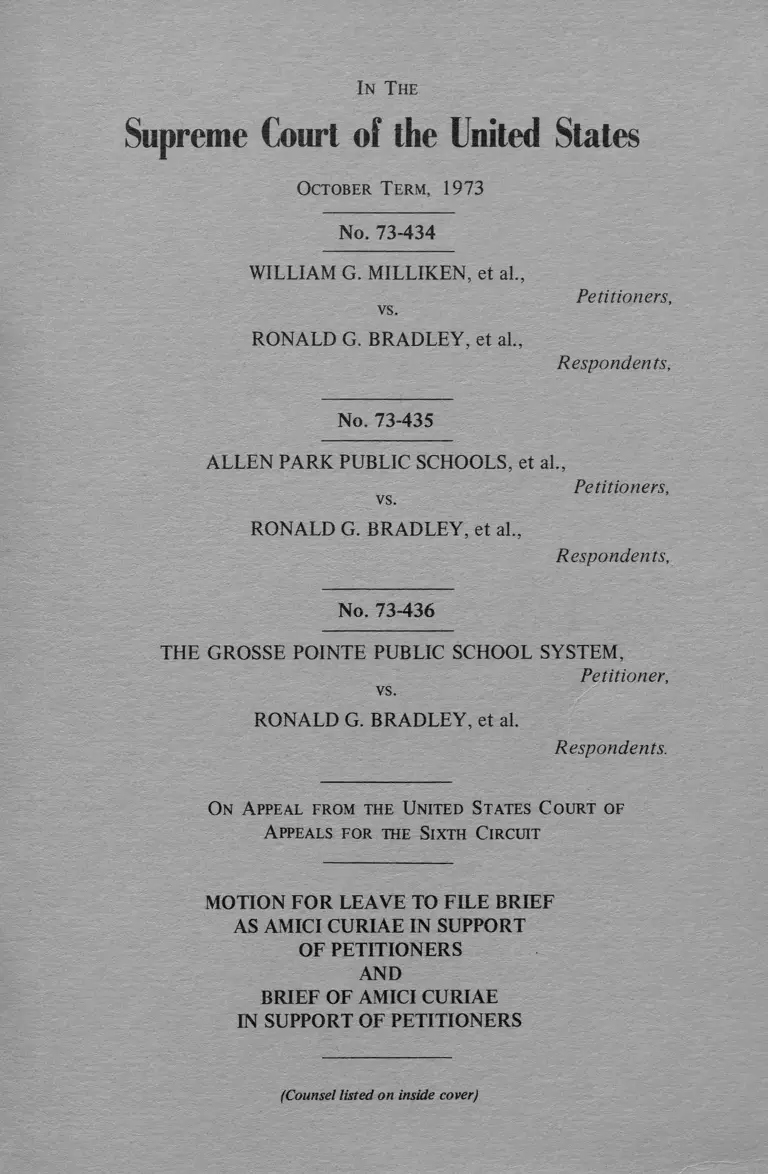 IN THE
Supreme Court of the United States
OCTOBER TERM, 1973
No. 73-434
WILLIAM G. MILLIKEN, et al.,
Petitioners,
vs.
RONALD G. BRADLEY, et al.,
Respondents,
No. 73-435
ALLEN PARK PUBLIC SCHOOLS, et al.,
Petitioners,
vs.
RONALD G. BRADLEY, et al.,
Respondents,
No. 73-436
THE GROSSE POINTE PUBLIC SCHOOL SYSTEM,
Petitioner,
vs.
RONALD G. BRADLEY, et al.
Respondents.
ON APPEAL FROM THE UNITED STATES COURT OF
APPEALS FOR THE SIXTH CIRCUIT
MOTION FOR LEAVE TO FILE BRIEF
AS AMICI CURIAE IN SUPPORT
OF PETITIONERS
AND
BRIEF OF AMICI CURIAE
IN SUPPORT OF PETITIONERS
(Counsel listed on inside cover)